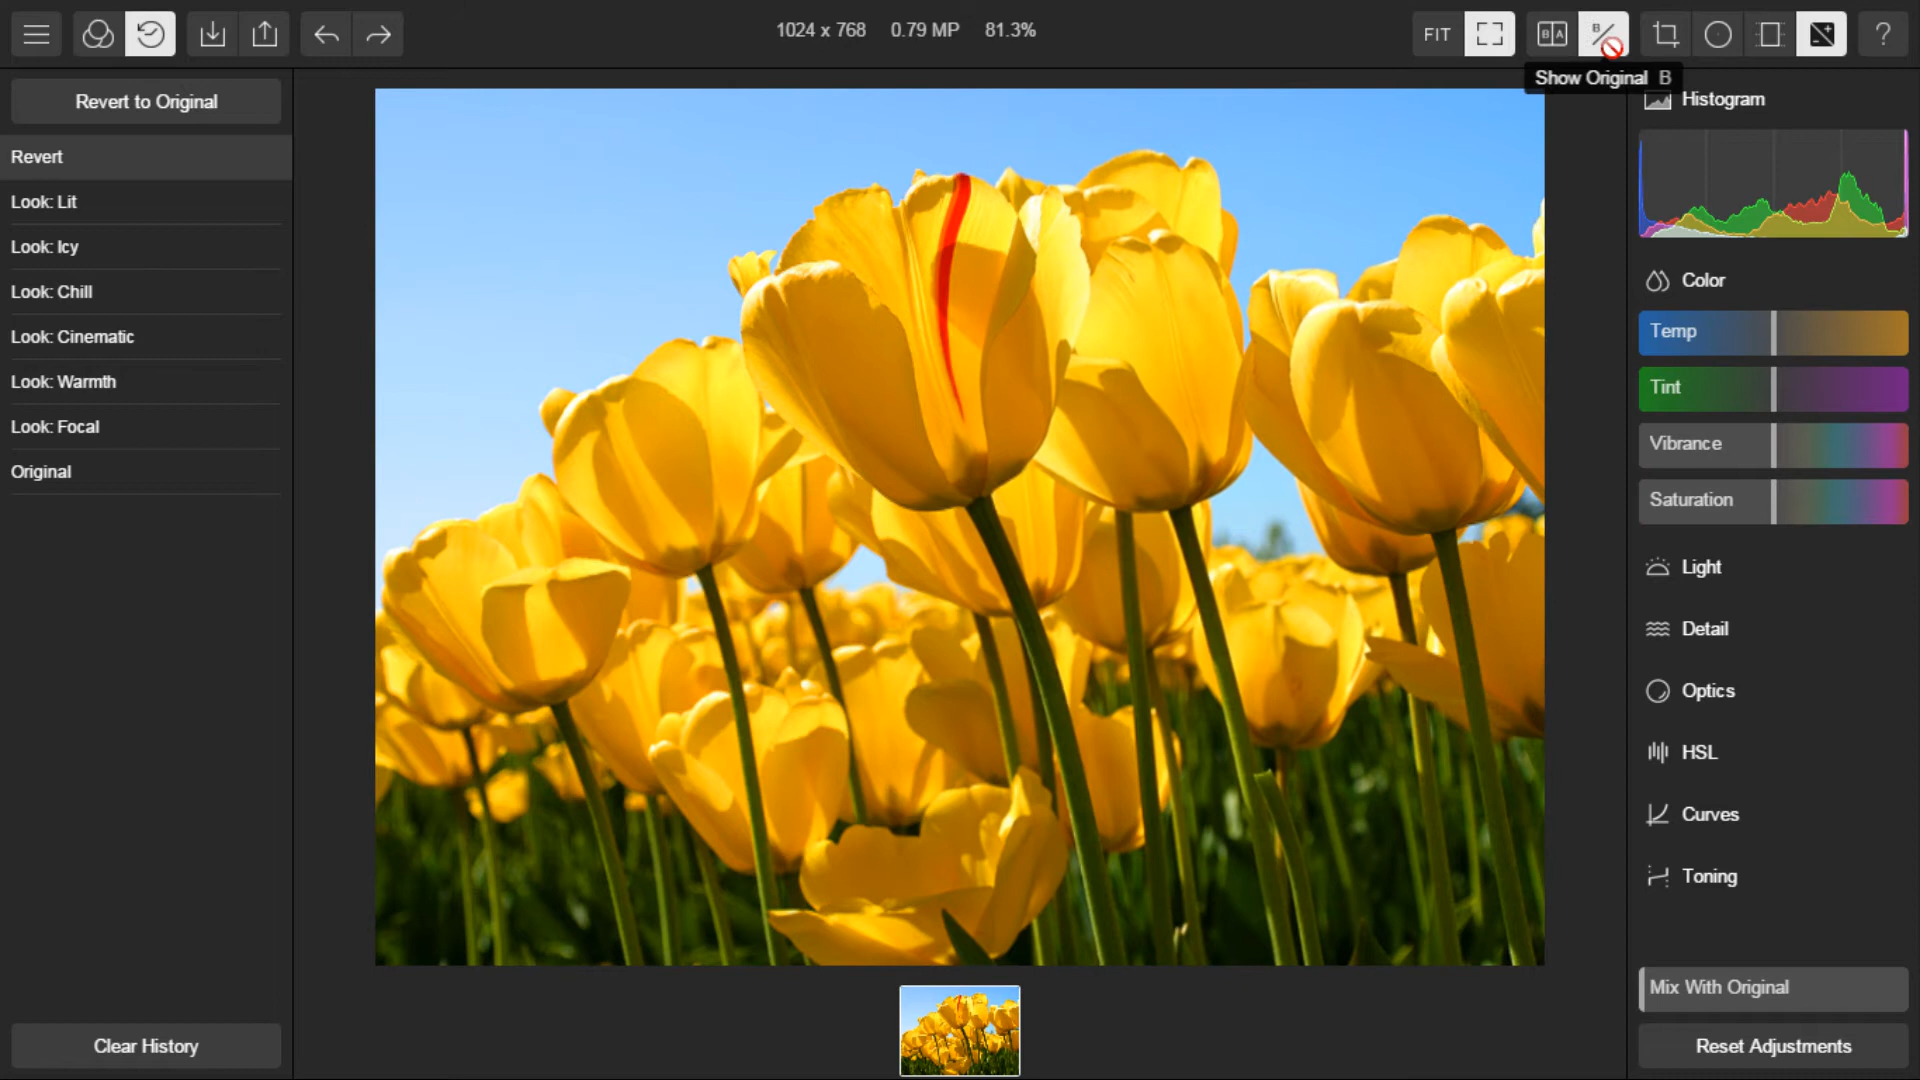 1024 x 768 0.79 MP 81.3%
FIT
B A
B
?
Show Original B
Revert to Original
Revert
Look: Lit
Look: Icy
Look: Chill
Look: Cinematic
Look: Warmth
Look: Focal
Original
Clear History
Histogram
Color
Temp
Tint
Vibrance
Saturation
Light
Detail
Optics
HSL
Curves
Toning
Mix With Original
Reset Adjustments